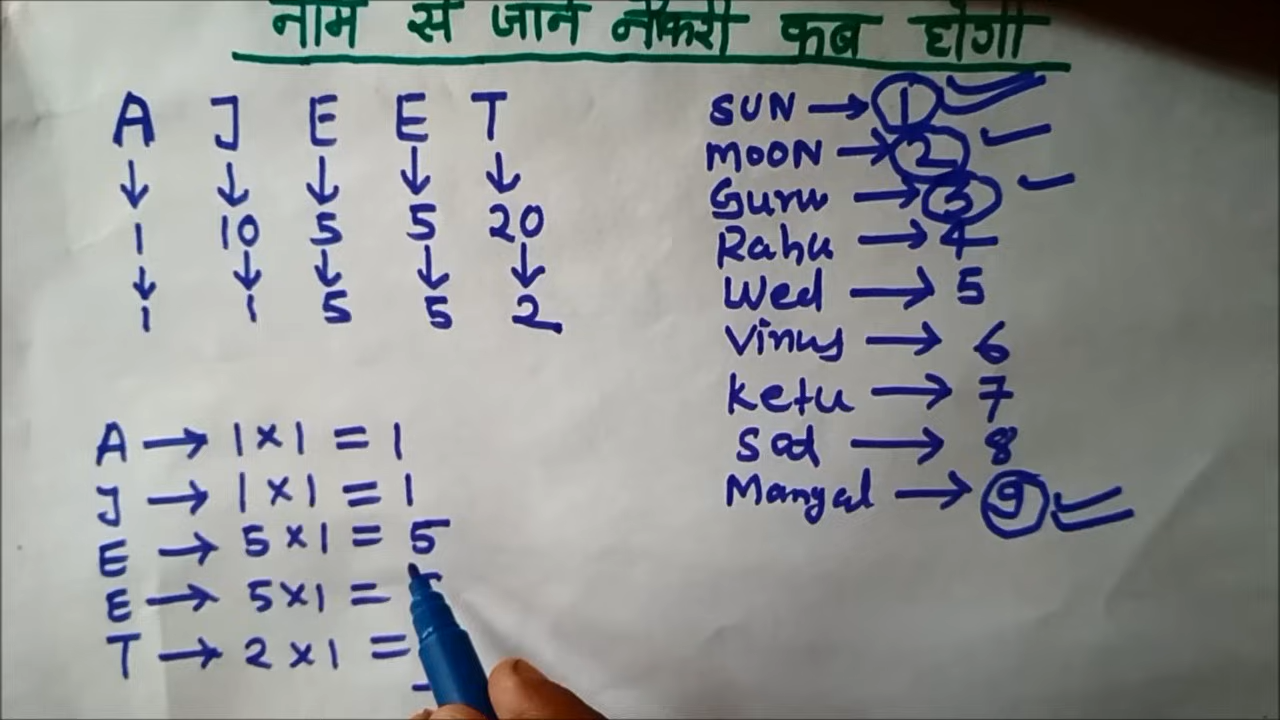 नाम से जाने नौकरी कब होगी
A J E E T
↓ ↓ ↓ ↓ ↓
1 10 5 5 20
↓ ↓ ↓ ↓ ↓
1 1 5 5 2
A → 1 × 1 = 1
J → 1 × 1 = 1
E → 5 × 1 = 5
E → 5 × 1 =
T → 2 × 1 =
SUN → 1
MOON → 2
Guru → 3
Rahu → 4
Wed → 5
Vinus → 6
Ketu → 7
Sat → 8
Mangal → 9